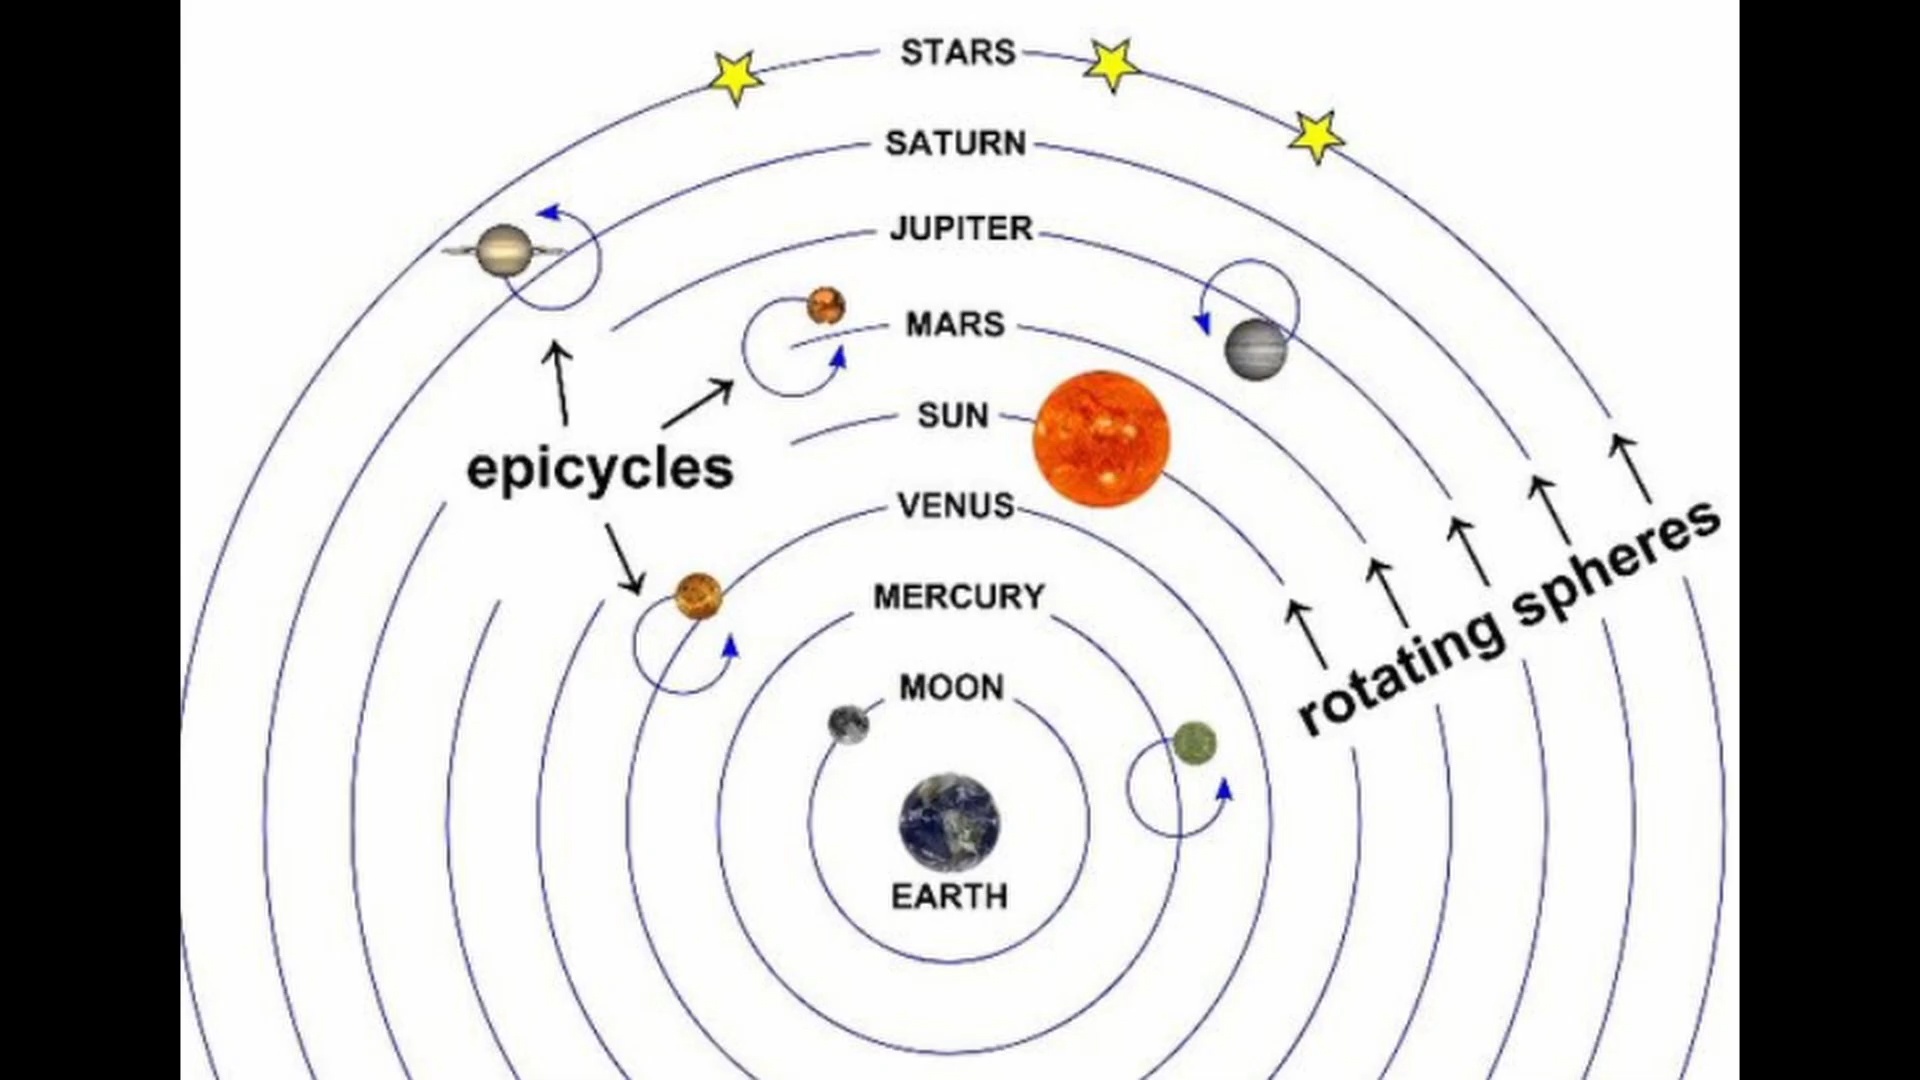 STARS
SATURN
JUPITER
MARS
SUN
epicycles
VENUS
rotating spheres
MERCURY
MOON
EARTH